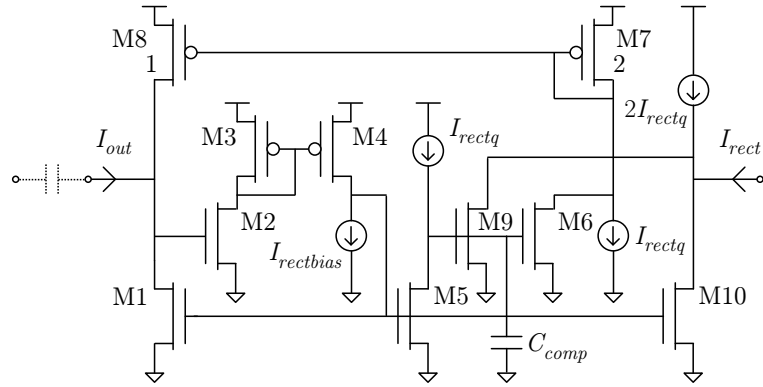 M8
M7
1
2
M3
M4
I_rectq
2I_rectq
I_out
I_rect
M2
M9
M6
I_rectbias
I_rectq
M1
M5
M10
C_comp